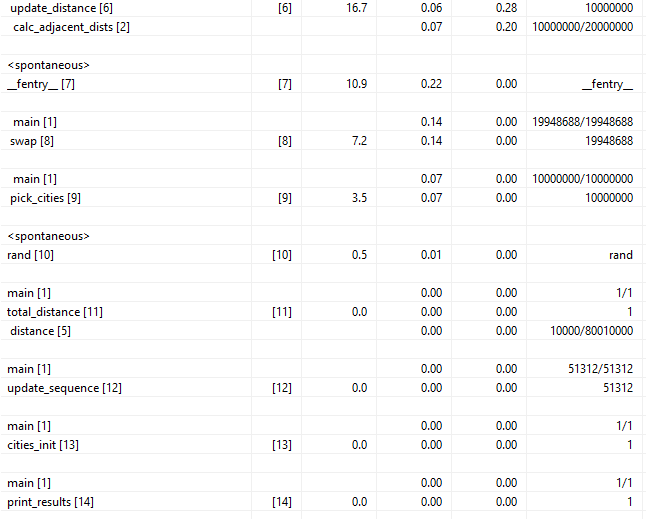 update_distance [6] [6] 16.7 0.06 0.28 10000000
calc_adjacent_dists [2] 0.07 0.20 10000000/20000000
<spontaneous>
__fentry__ [7] [7] 10.9 0.22 0.00 __fentry__
main [1] 0.14 0.00 19948688/19948688
swap [8] [8] 7.2 0.14 0.00 19948688
main [1] 0.07 0.00 10000000/10000000
pick_cities [9] [9] 3.5 0.07 0.00 10000000
<spontaneous>
rand [10] [10] 0.5 0.01 0.00 rand
main [1] 0.00 0.00 1/1
total_distance [11] [11] 0.0 0.00 0.00 1
distance [5] 0.00 0.00 10000/80010000
main [1] 0.00 0.00 51312/51312
update_sequence [12] [12] 0.0 0.00 0.00 51312
main [1] 0.00 0.00 1/1
cities_init [13] [13] 0.0 0.00 0.00 1
main [1] 0.00 0.00 1/1
print_results [14] [14] 0.0 0.00 0.00 1